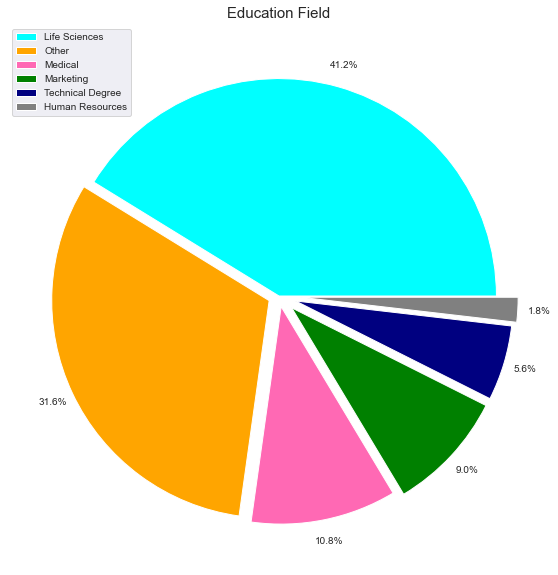 Education Field
Life Sciences
Other
Medical
Marketing
Technical Degree
Human Resources
41.2%
31.6%
10.8%
9.0%
5.6%
1.8%